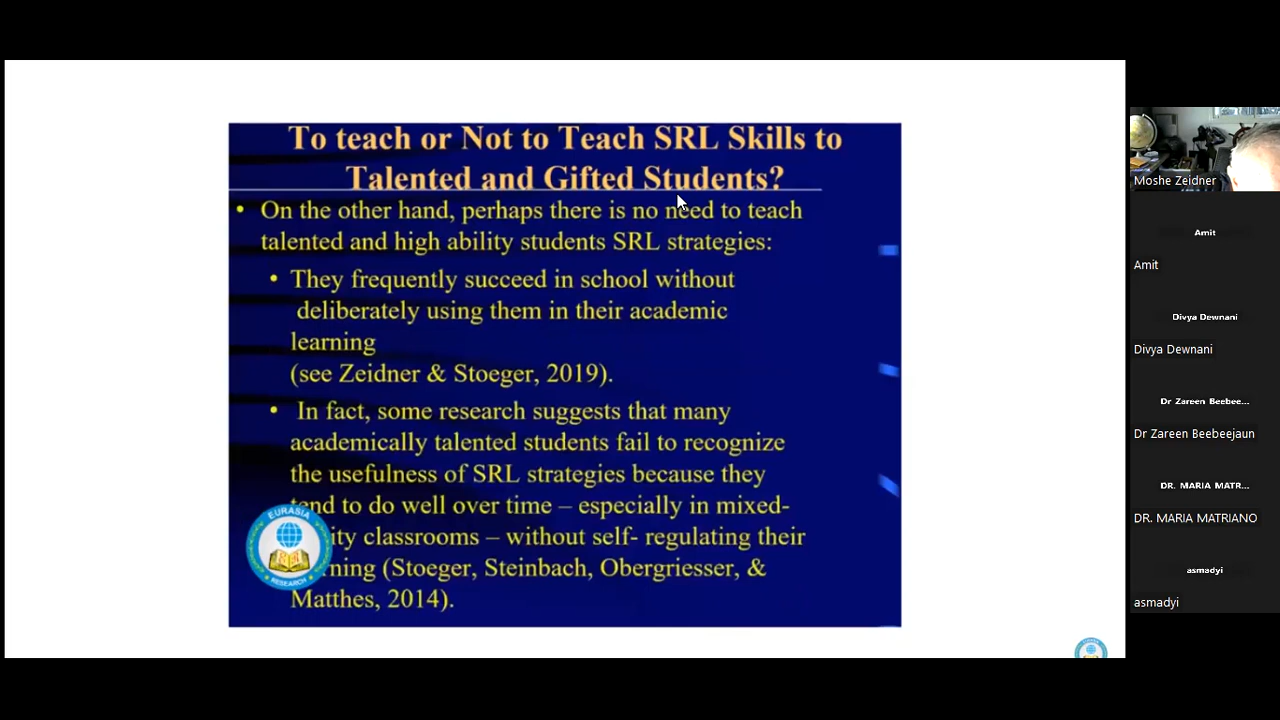 To teach or Not to Teach SRL Skills to
Talented and Gifted Students?
• On the other hand, perhaps there is no need to teach
talented and high ability students SRL strategies:
• They frequently succeed in school without
deliberately using them in their academic
learning
(see Zeidner & Stoeger, 2019).
• In fact, some research suggests that many
academically talented students fail to recognize
the usefulness of SRL strategies because they
tend to do well over time – especially in mixed-
ity classrooms – without self- regulating their
ning (Stoeger, Steinbach, Obergriesser, &
Matthes, 2014).
EURASIA
RESEARCH
Moshe Zeidner
Amit
Amit
Divya Dewnani
Divya Dewnani
Dr Zareen Beebee...
Dr Zareen Beebeejaun
DR. MARIA MATR...
DR. MARIA MATRIANO
asmadyi
asmadyi